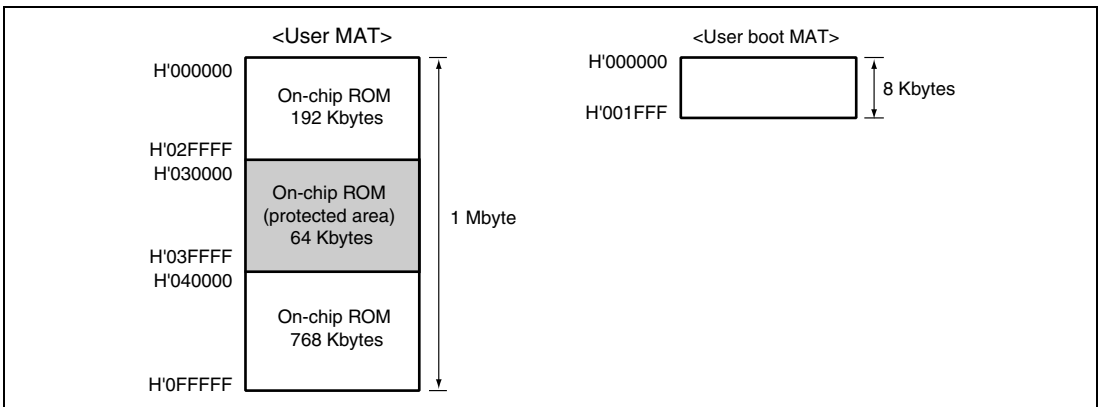 <User MAT>
H'000000
On-chip ROM
192 Kbytes
H'02FFFF
H'030000
On-chip ROM
(protected area)
64 Kbytes
H'03FFFF
H'040000
On-chip ROM
768 Kbytes
H'0FFFFF
1 Mbyte
<User boot MAT>
H'000000
8 Kbytes
H'001FFF